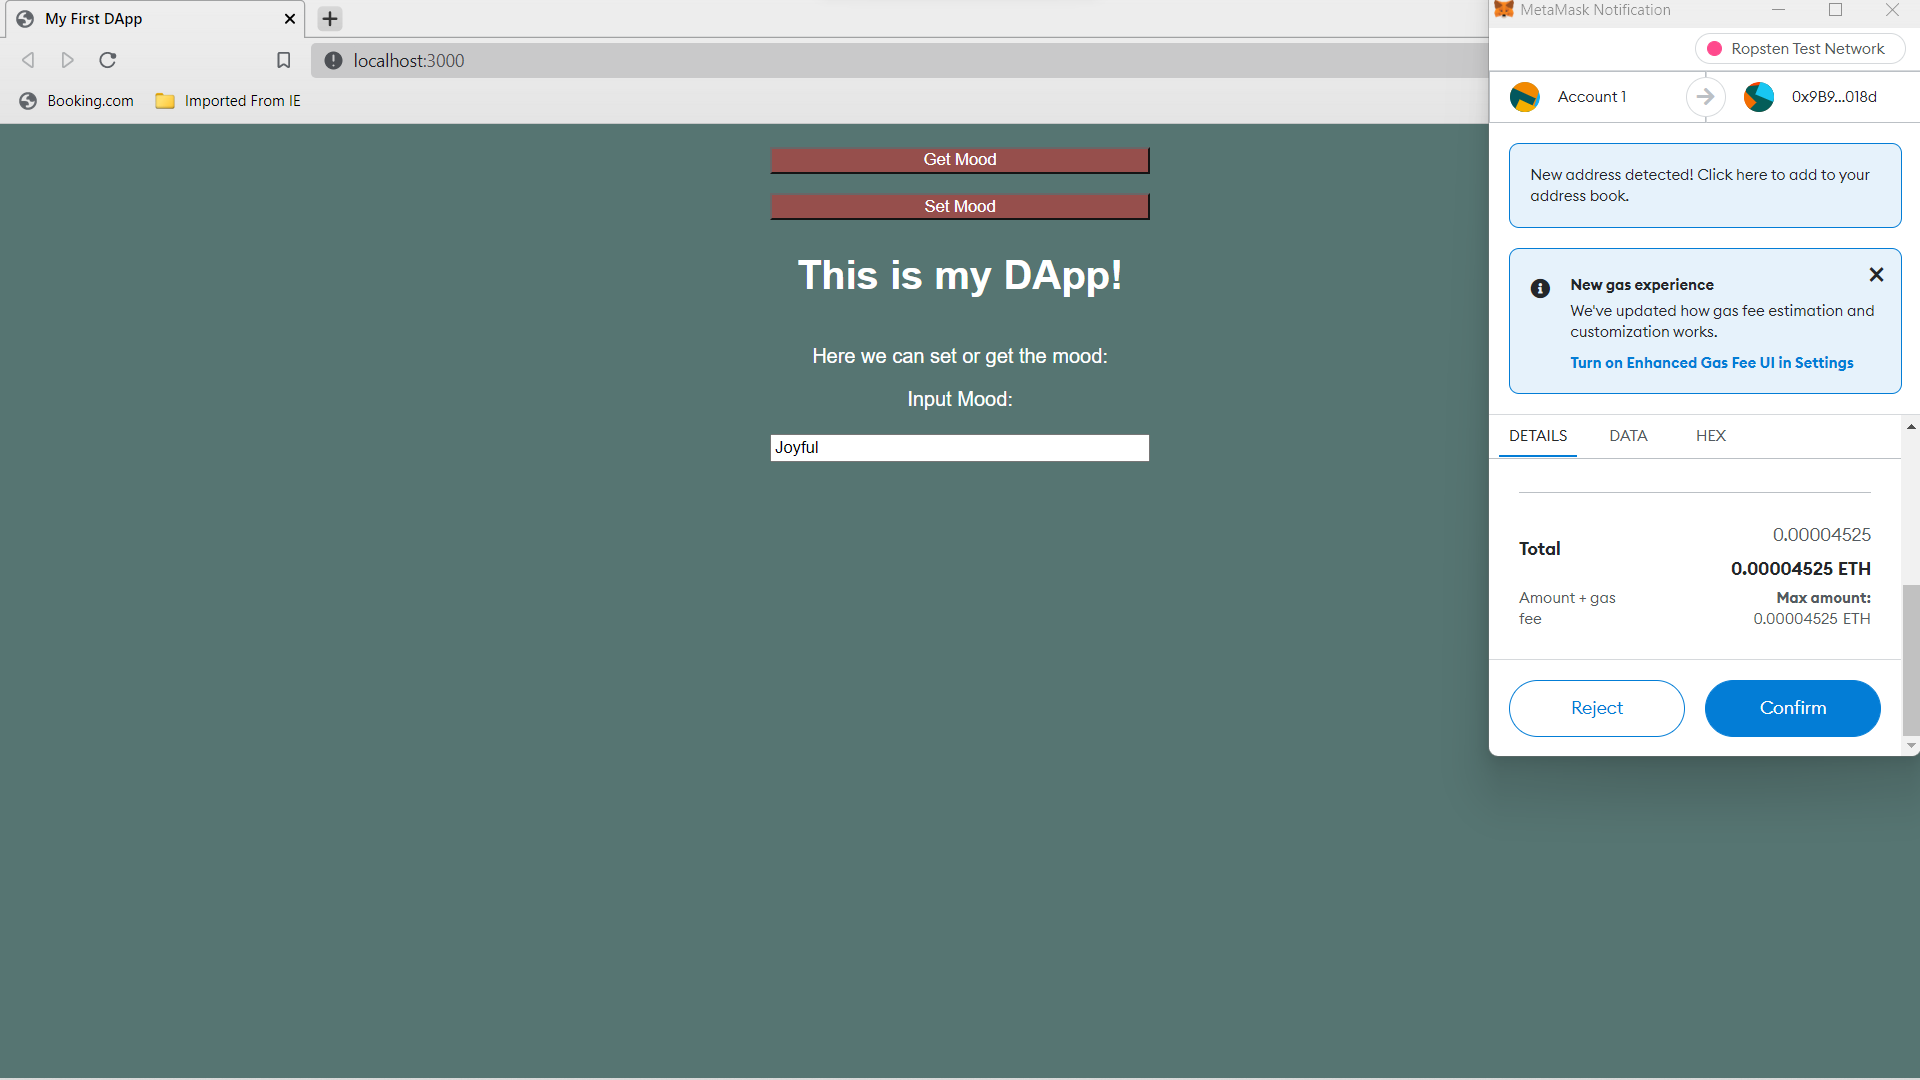 My First DApp
localhost:3000
Booking.com
Imported From IE
Get Mood
Set Mood
This is my DApp!
Here we can set or get the mood:
Input Mood:
Joyful
MetaMask Notification
Ropsten Test Network
Account 1
0x9B9...018d
New address detected! Click here to add to your
address book.
New gas experience
We've updated how gas fee estimation and
customization works.
Turn on Enhanced Gas Fee UI in Settings
DETAILS
DATA
HEX
0.00004525
Total
0.00004525 ETH
Amount + gas
fee
Max amount:
0.00004525 ETH
Reject
Confirm